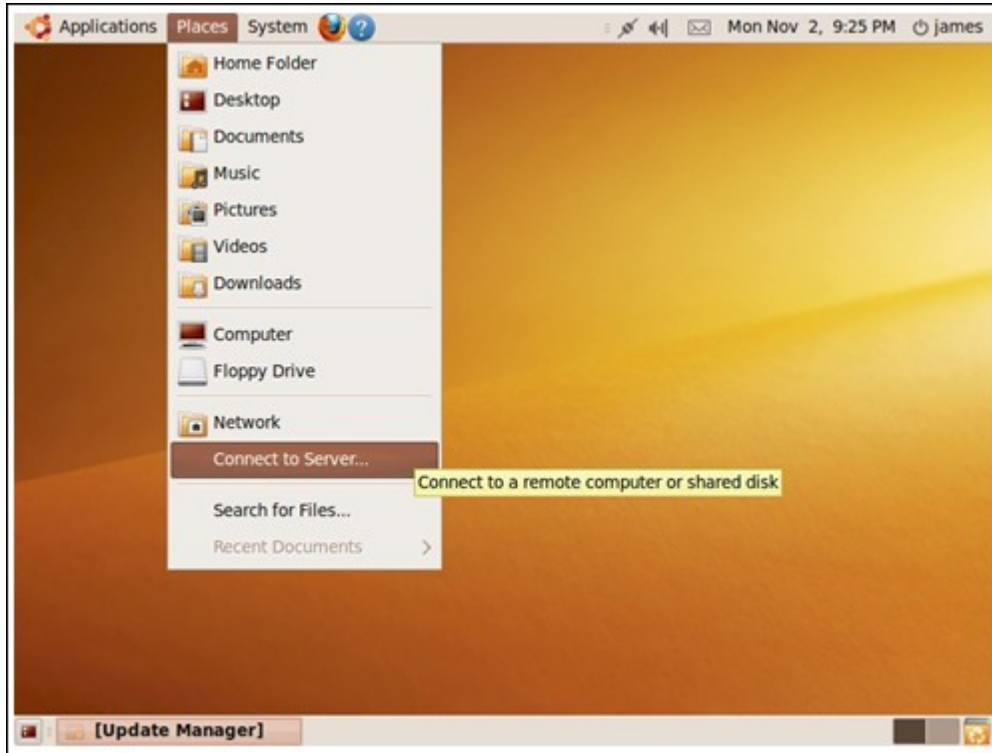 Applications Places System ? Mon Nov 2, 9:25 PM james
Home Folder
Desktop
Documents
Music
Pictures
Videos
Downloads
Computer
Floppy Drive
Network
Connect to Server...
Connect to a remote computer or shared disk
Search for Files...
Recent Documents
[Update Manager]